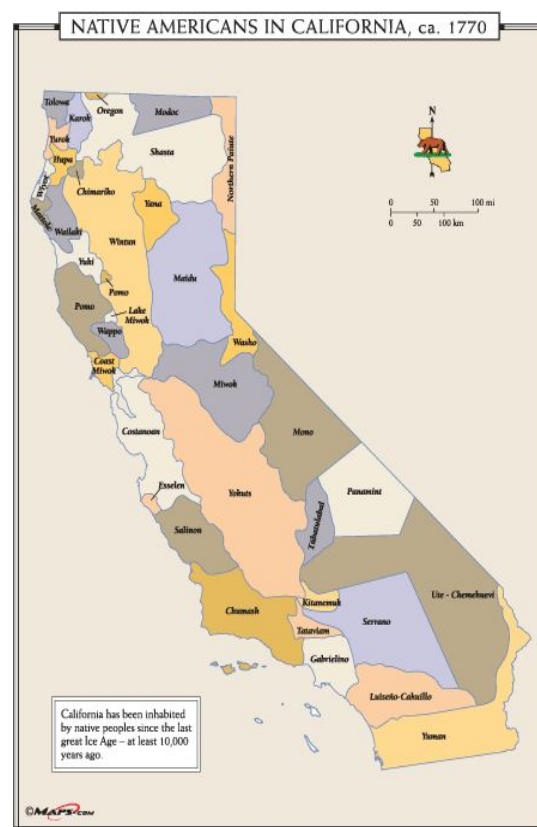 NATIVE AMERICANS IN CALIFORNIA, ca. 1770
Tolowa
Karok
Oregon
Modoc
Yurok
Hupa
Shasta
Northern Paiute
Wiyot
Chimariko
Mattole
Wailaki
Yana
Wintun
Yuki
Maidu
Pomo
Pomo
Lake
Miwok
Wappo
Washo
Coast
Miwok
Miwok
Costanoan
Mono
Esselen
Yokuts
Panamint
Tübatulabal
Salinon
Ute - Chemehuevi
Kitanemuk
Chumash
Serrano
Tataviam
Gabrielino
Luiseño-Cahuillo
Yuman
N
0 50 100 mi
0 50 100 km
California has been inhabited
by native peoples since the last
great Ice Age – at least 10,000
years ago.
©MAPS.COM